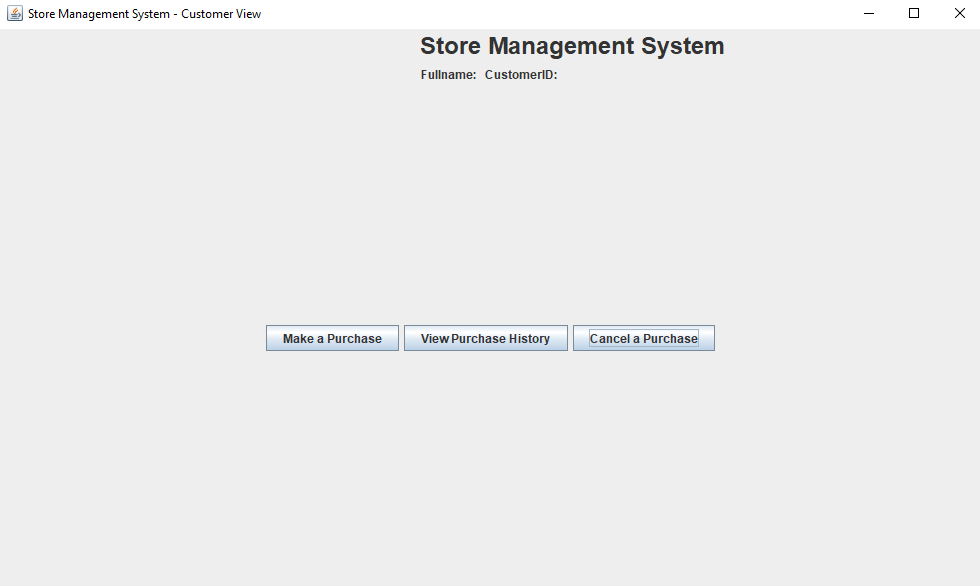 Store Management System - Customer View
Store Management System
Fullname: CustomerID:
Make a Purchase View Purchase History Cancel a Purchase